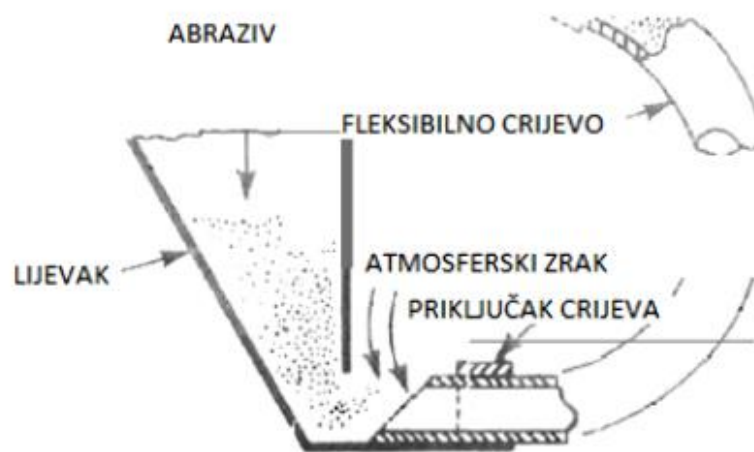 ABRAZIV
FLEKSIBILNO CRIJEVO
LIJEVAK
ATMOSFERSKI ZRAK
PRIKLJUČAK CRIJEVA